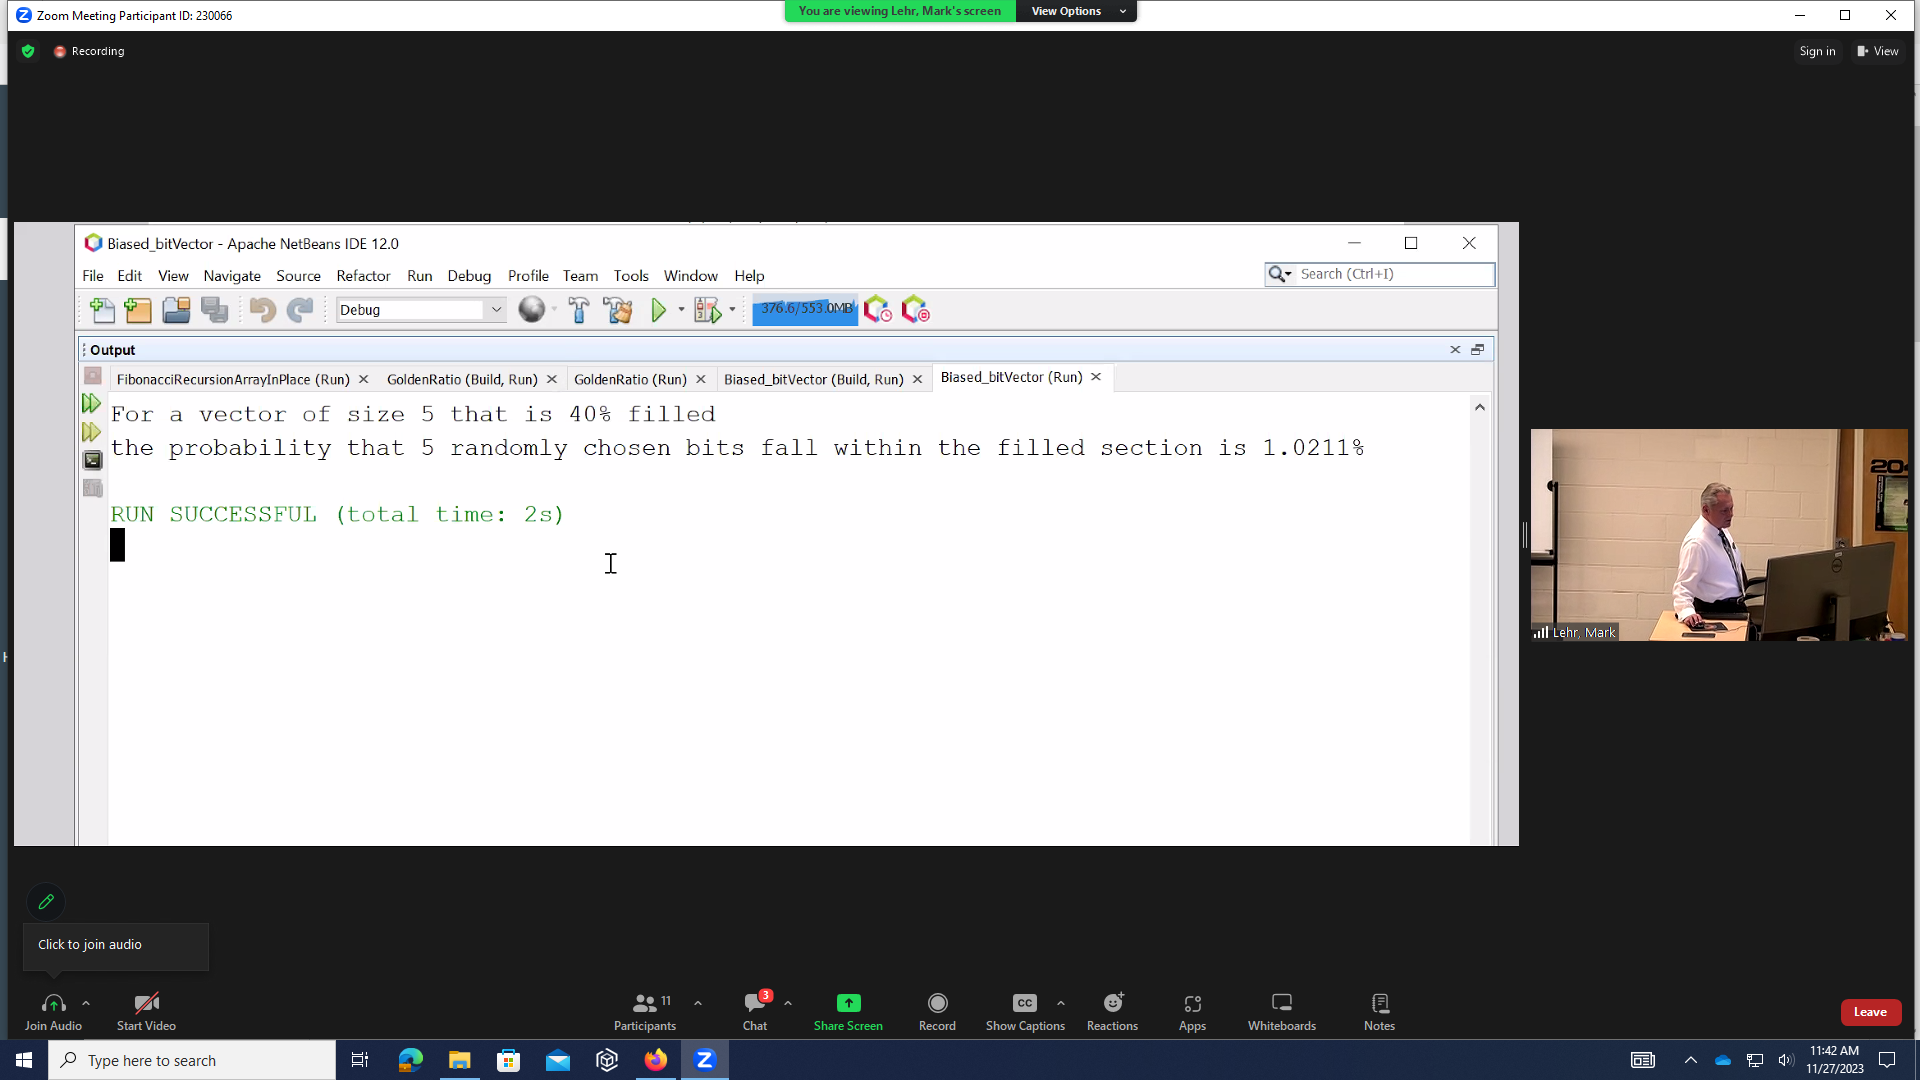 Zoom Meeting Participant ID: 230066
You are viewing Lehr, Mark's screen
View Options
Recording
Sign in
View
Biased_bitVector - Apache NetBeans IDE 12.0
File Edit View Navigate Source Refactor Run Debug Profile Team Tools Window Help
Search (Ctrl+I)
Debug
376.6/553.0MB
Output
FibonacciRecursionArrayInPlace (Run)
GoldenRatio (Build, Run)
GoldenRatio (Run)
Biased_bitVector (Build, Run)
Biased_bitVector (Run)
For a vector of size 5 that is 40% filled
the probability that 5 randomly chosen bits fall within the filled section is 1.0211%
RUN SUCCESSFUL (total time: 2s)
204
Lehr, Mark
Click to join audio
Join Audio
Start Video
11
Participants
3
Chat
Share Screen
Record
CC
Show Captions
Reactions
Apps
Whiteboards
Notes
Leave
Type here to search
11:42 AM
11/27/2023